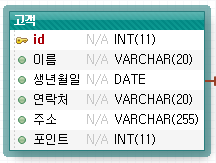 고객
id N/A INT(11)
이름 N/A VARCHAR(20)
생년월일 N/A DATE
연락처 N/A VARCHAR(20)
주소 N/A VARCHAR(255)
포인트 N/A INT(11)